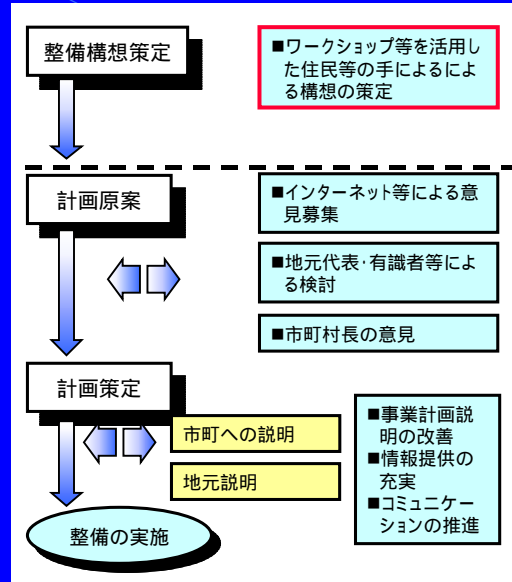 整備構想策定
■ワークショップ等を活用し
た住民等の手によるによ
る構想の策定
計画原案
■インターネット等による意
見募集
■地元代表・有識者等によ
る検討
■市町村長の意見
計画策定
市町への説明
地元説明
■事業計画説
明の改善
■情報提供の
充実
■コミュニケー
ションの推進
整備の実施